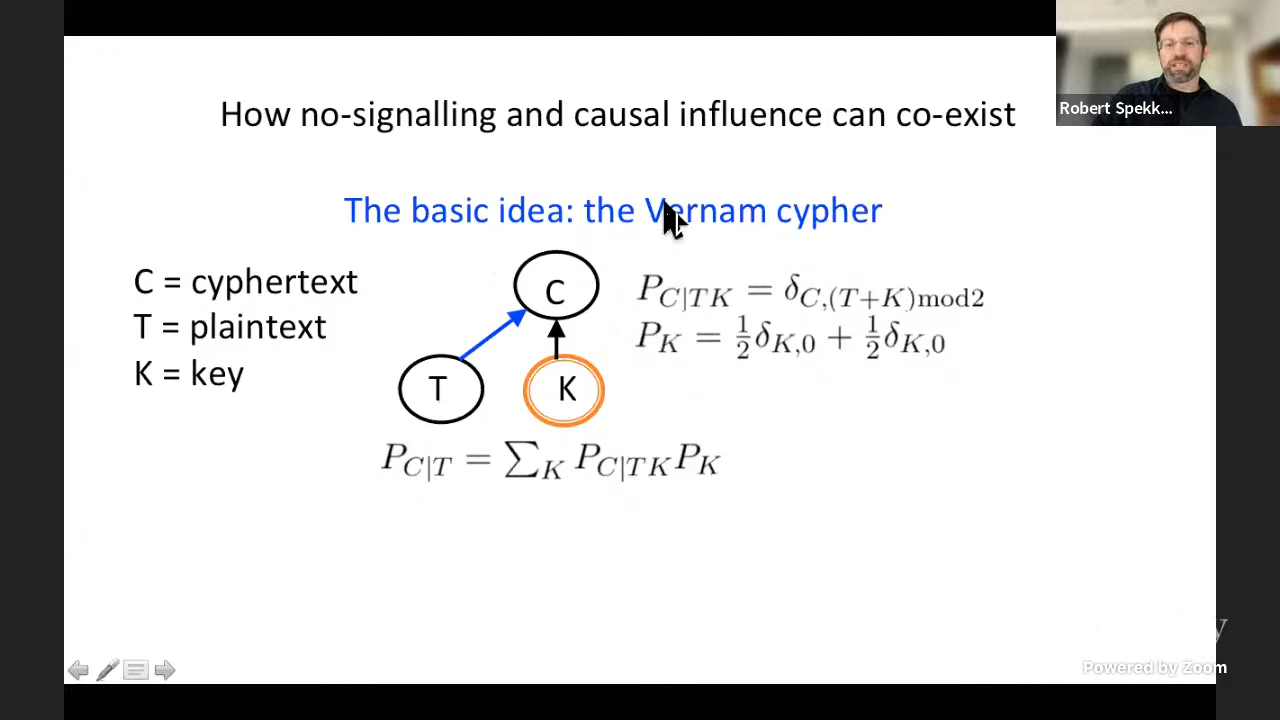 How no-signalling and causal influence can co-exist
Robert Spekk...
The basic idea: the Vernam cypher
C = cyphertext
T = plaintext
K = key
C
T
K
P_{C|TK} = δ_{C,(T+K)mod2}
P_K = ½δ_{K,0} + ½δ_{K,0}
P_{C|T} = ∑_K P_{C|TK}P_K
y
Powered by Zoom